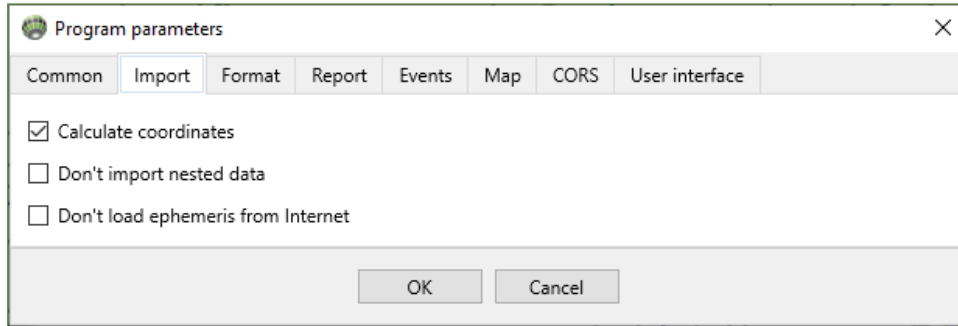 Program parameters
Common Import Format Report Events Map CORS User interface
Calculate coordinates
Don't import nested data
Don't load ephemeris from Internet
OK Cancel